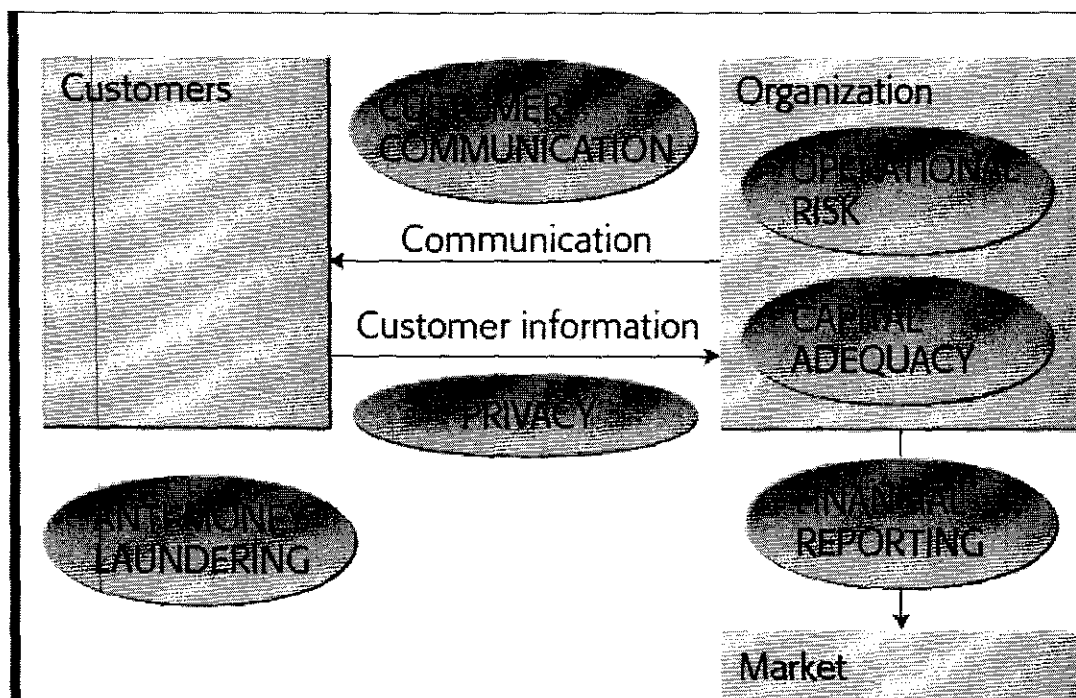 Customers
CUSTOMER
COMMUNICATION
Organization
OPERATIONAL
RISK
Communication
Customer information
CAPITAL
ADEQUACY
PRIVACY
ANTI-MONEY
LAUNDERING
FINANCIAL
REPORTING
Market